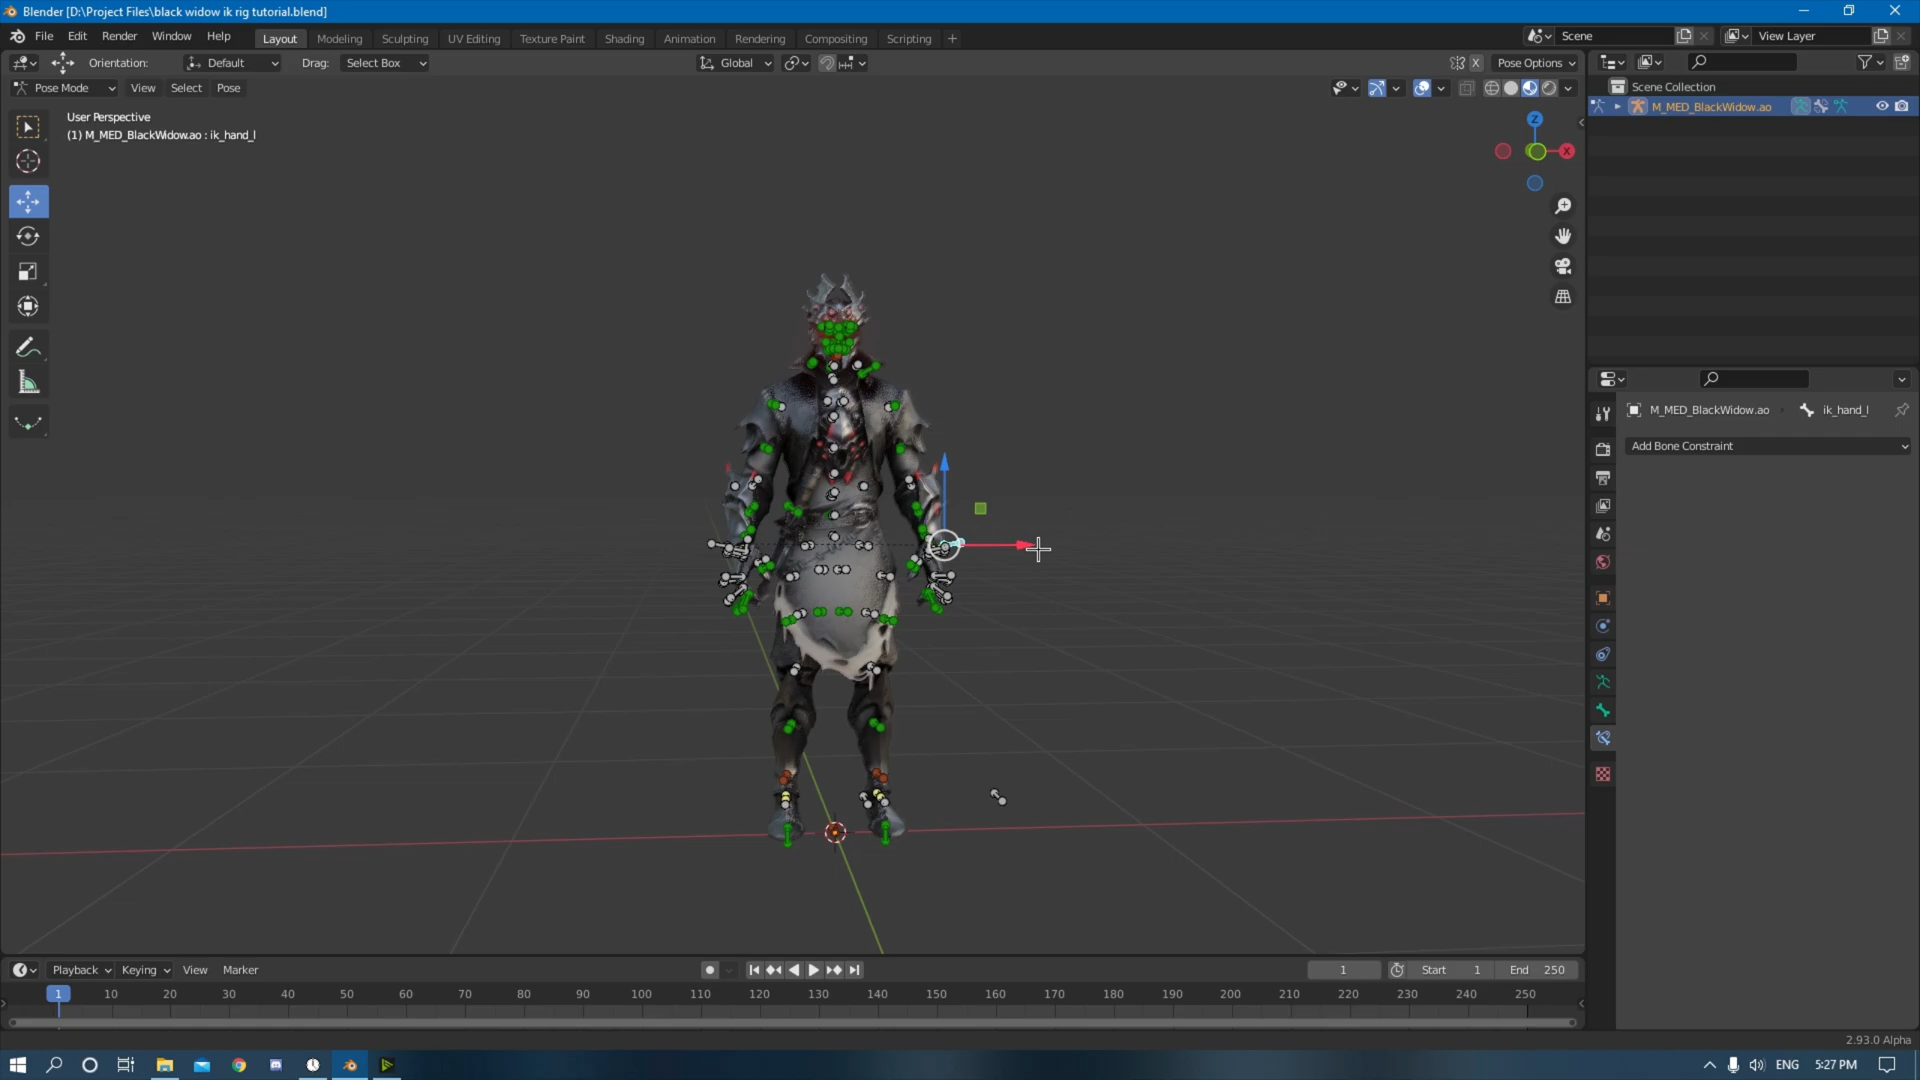 Blender [D:\Project Files\black widow ik rig tutorial.blend]
File Edit Render Window Help Layout Modeling Sculpting UV Editing Texture Paint Shading Animation Rendering Compositing Scripting + Scene View Layer
Orientation: Default Drag: Select Box Global X Pose Options
Pose Mode View Select Pose
Scene Collection
M_MED_BlackWidow.ao
User Perspective
(1) M_MED_BlackWidow.ao : ik_hand_l
Z
X
M_MED_BlackWidow.ao ik_hand_l
Add Bone Constraint
Playback Keying View Marker 1 Start 1 End 250
1 10 20 30 40 50 60 70 80 90 100 110 120 130 140 150 160 170 180 190 200 210 220 230 240 250
2.93.0 Alpha
ENG 5:27 PM